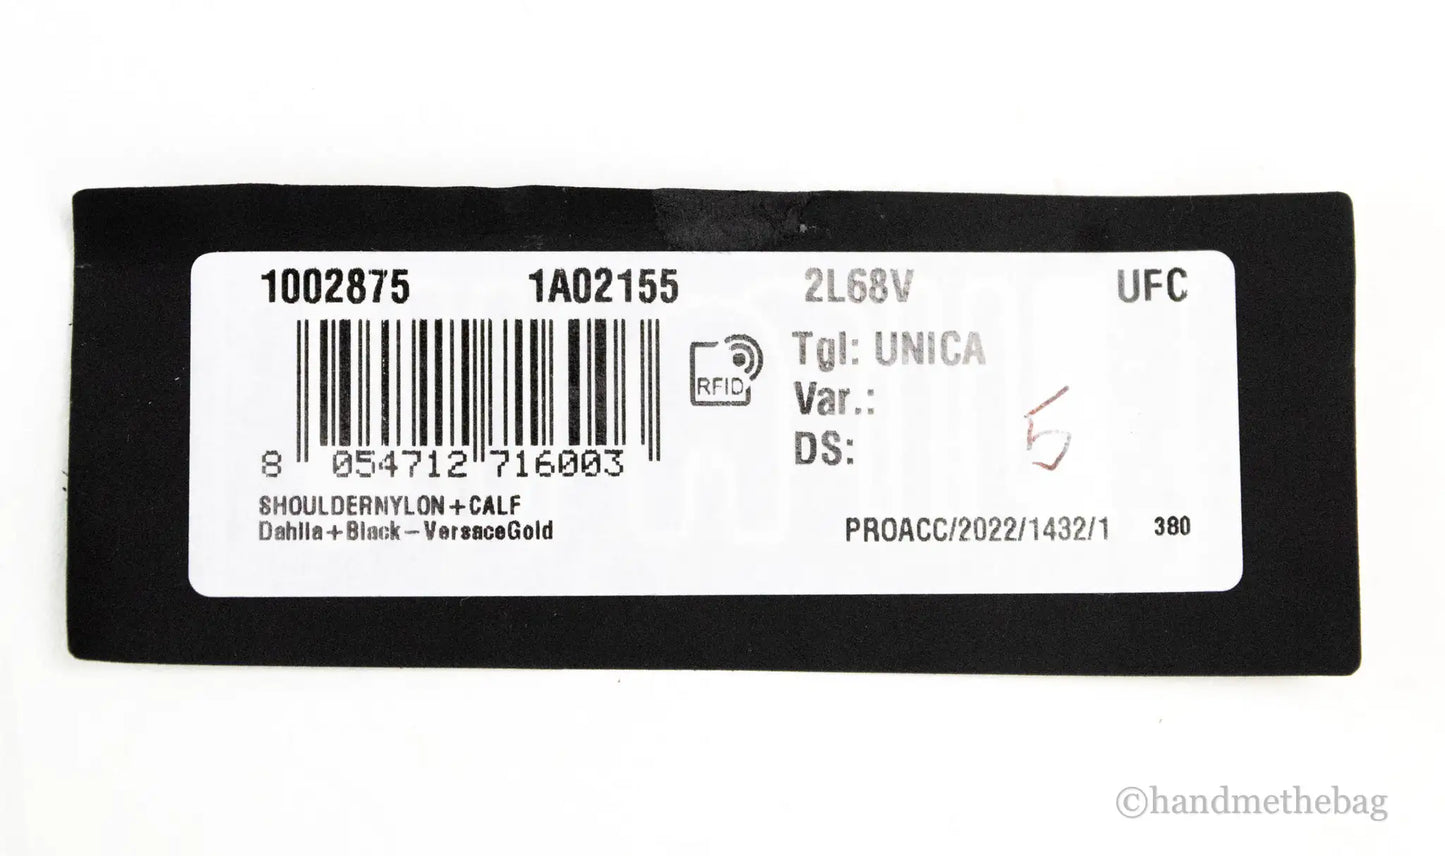 1002875 1A02155 2L68V UFC
RFID
Tgl: UNICA
Var.:
DS:
5
8 054712 716003
SHOULDERNYLON+CALF
Dahlia+Black-VersaceGold
PROACC/2022/1432/1 380
©handmethebag